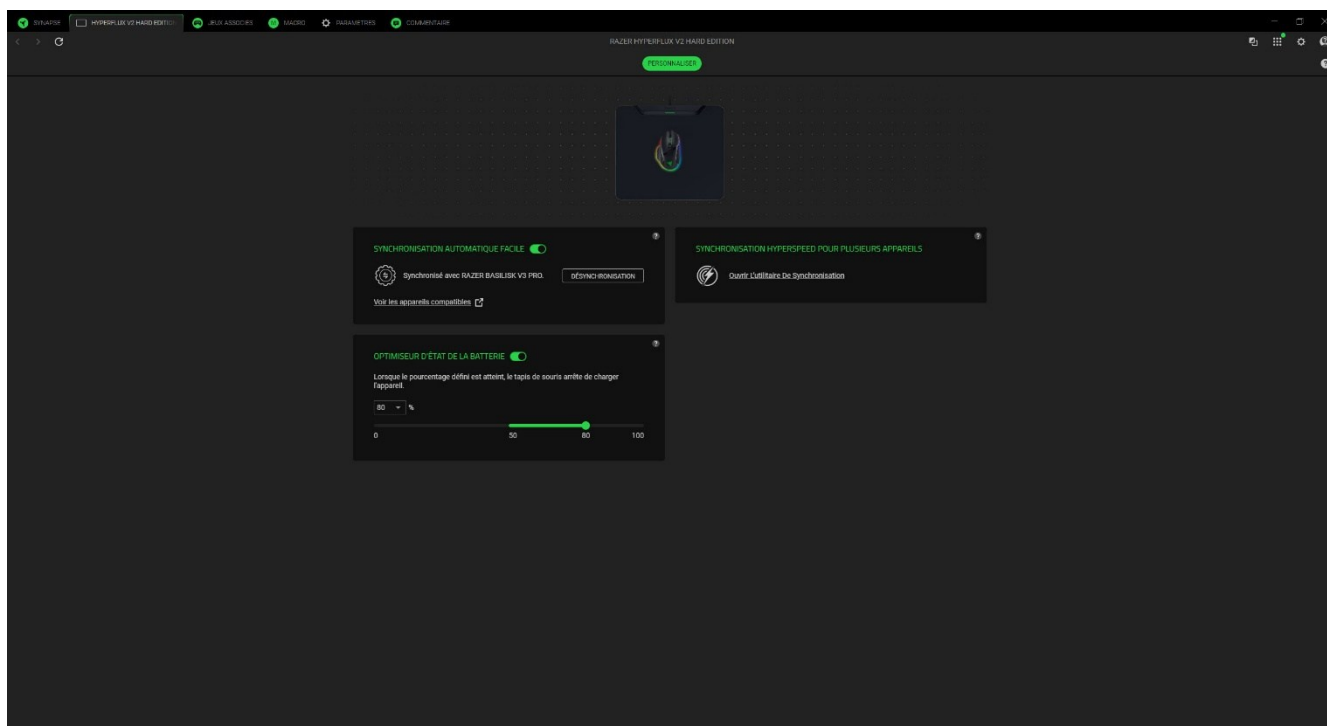 SYNAPSE
HYPERFLUX V2 HARD EDITION
JEUX ASSOCIÉS
MACRO
PARAMÈTRES
COMMENTAIRE
RAZER HYPERFLUX V2 HARD EDITION
PERSONNALISER
SYNCHRONISATION AUTOMATIQUE FACILE
Synchronisé avec RAZER BASILISK V3 PRO.
DÉSYNCHRONISATION
Voir les appareils compatibles
SYNCHRONISATION HYPERSPEED POUR PLUSIEURS APPAREILS
Ouvrir L'utilitaire De Synchronisation
OPTIMISEUR D'ÉTAT DE LA BATTERIE
Lorsque le pourcentage défini est atteint, le tapis de souris arrête de charger
l'appareil.
80 %
0 50 80 100